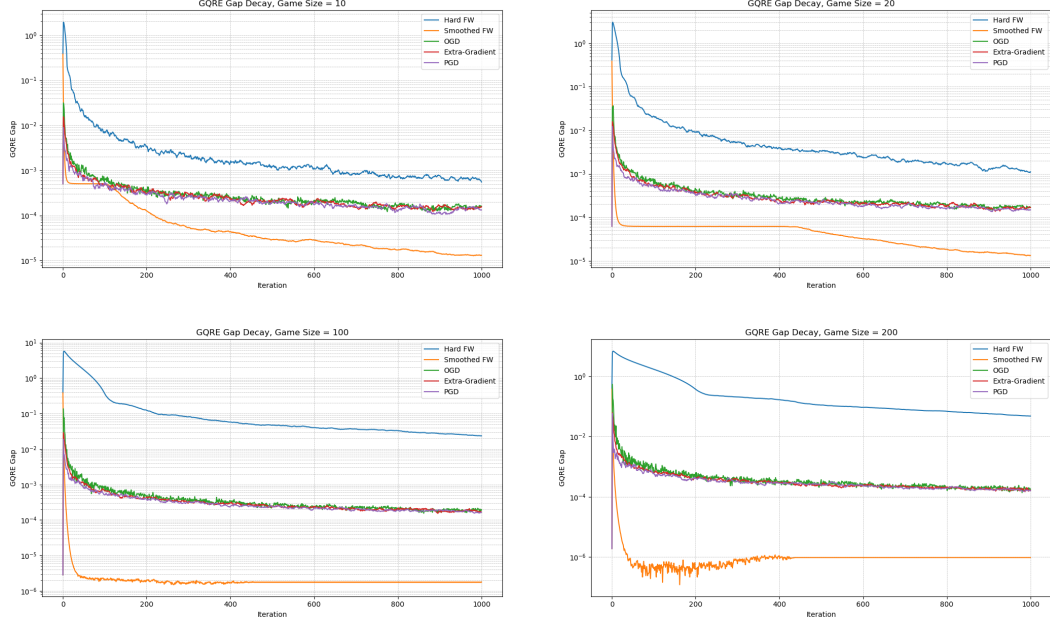 GQRE Gap Decay, Game Size = 10
GQRE Gap
10^0
10^-1
10^-2
10^-3
10^-4
10^-5
Hard FW
Smoothed FW
OGD
Extra-Gradient
PGD
0 200 400 600 800 1000
Iteration
GQRE Gap Decay, Game Size = 20
GQRE Gap
10^0
10^-1
10^-2
10^-3
10^-4
10^-5
Hard FW
Smoothed FW
OGD
Extra-Gradient
PGD
0 200 400 600 800 1000
Iteration
GQRE Gap Decay, Game Size = 100
GQRE Gap
10^1
10^0
10^-1
10^-2
10^-3
10^-4
10^-5
10^-6
Hard FW
Smoothed FW
OGD
Extra-Gradient
PGD
0 200 400 600 800 1000
Iteration
GQRE Gap Decay, Game Size = 200
GQRE Gap
10^0
10^-2
10^-4
10^-6
Hard FW
Smoothed FW
OGD
Extra-Gradient
PGD
0 200 400 600 800 1000
Iteration